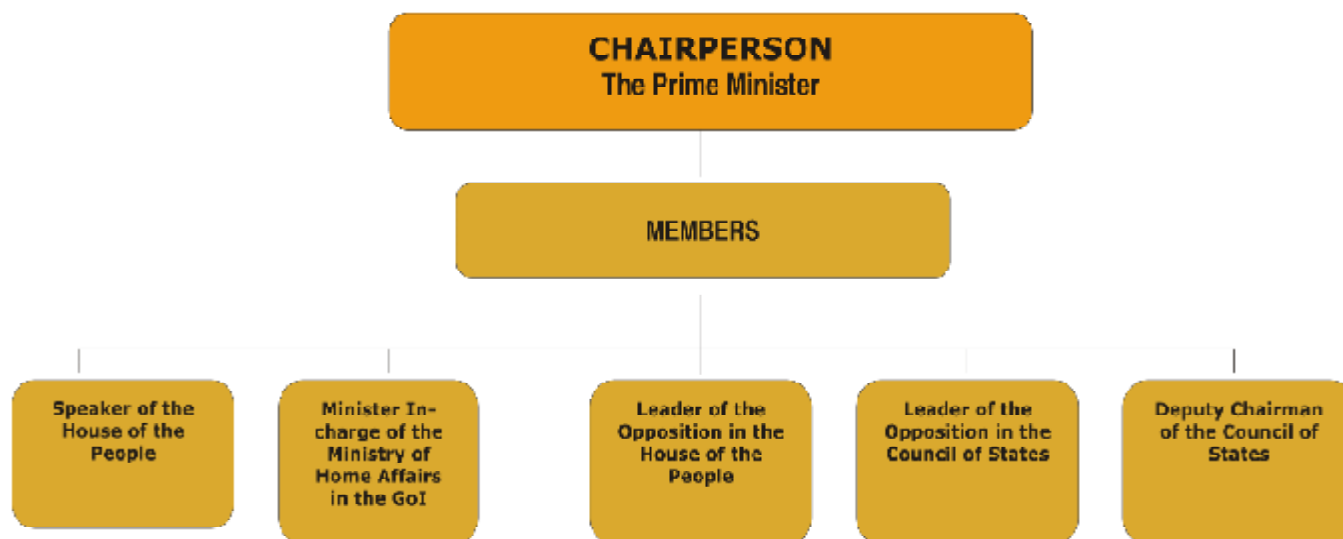 CHAIRPERSON
The Prime Minister
MEMBERS
Speaker of the
House of the
People
Minister In-
charge of the
Ministry of
Home Affairs
in the GoI
Leader of the
Opposition in the
House of the
People
Leader of the
Opposition in the
Council of States
Deputy Chairman
of the Council of
States